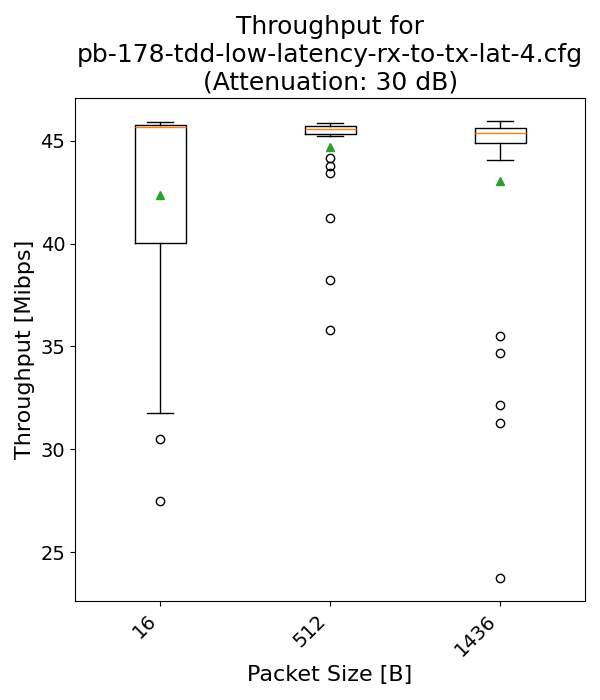 Throughput for
pb-178-tdd-low-latency-rx-to-tx-lat-4.cfg
(Attenuation: 30 dB)
Throughput [Mibps]
45
40
35
30
25
16
512
1436
Packet Size [B]